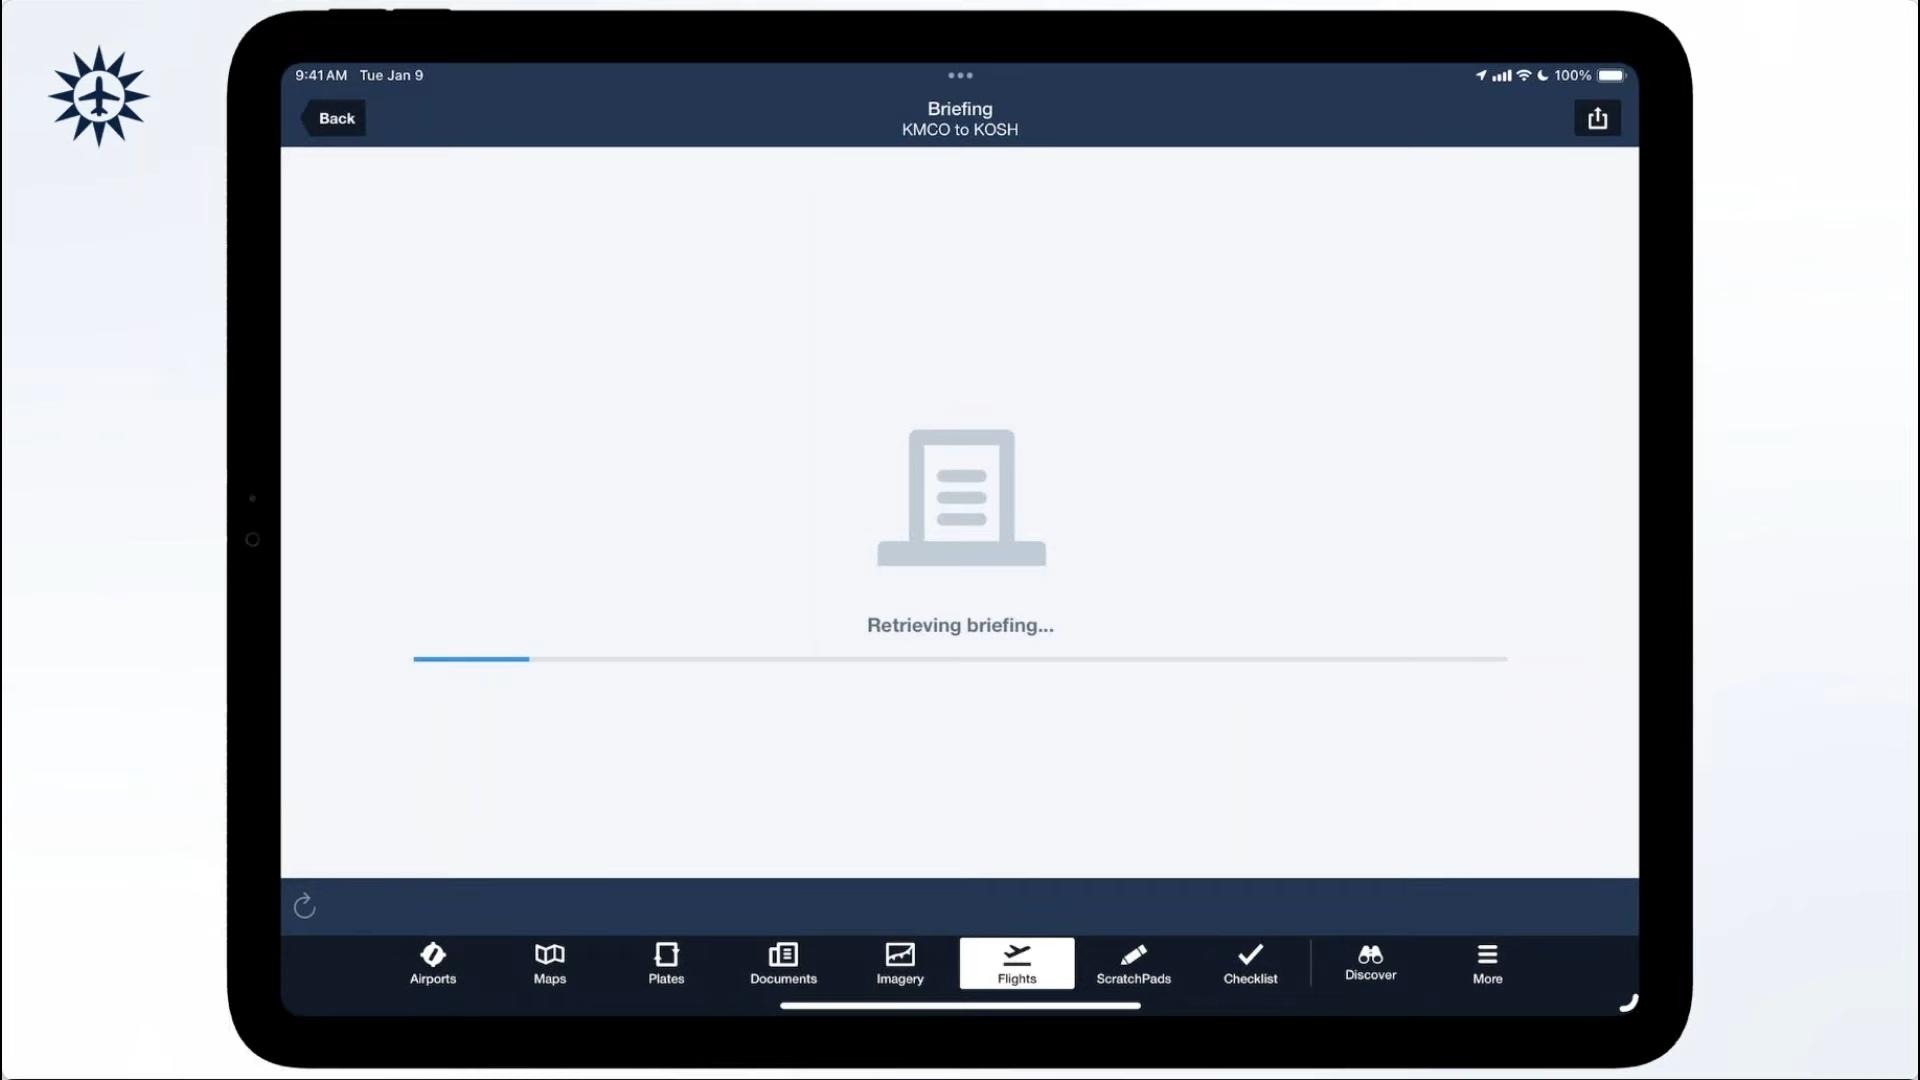 9:41 AM Tue Jan 9
100%
Back
Briefing
KMCO to KOSH
Retrieving briefing...
Airports
Maps
Plates
Documents
Imagery
Flights
ScratchPads
Checklist
Discover
More